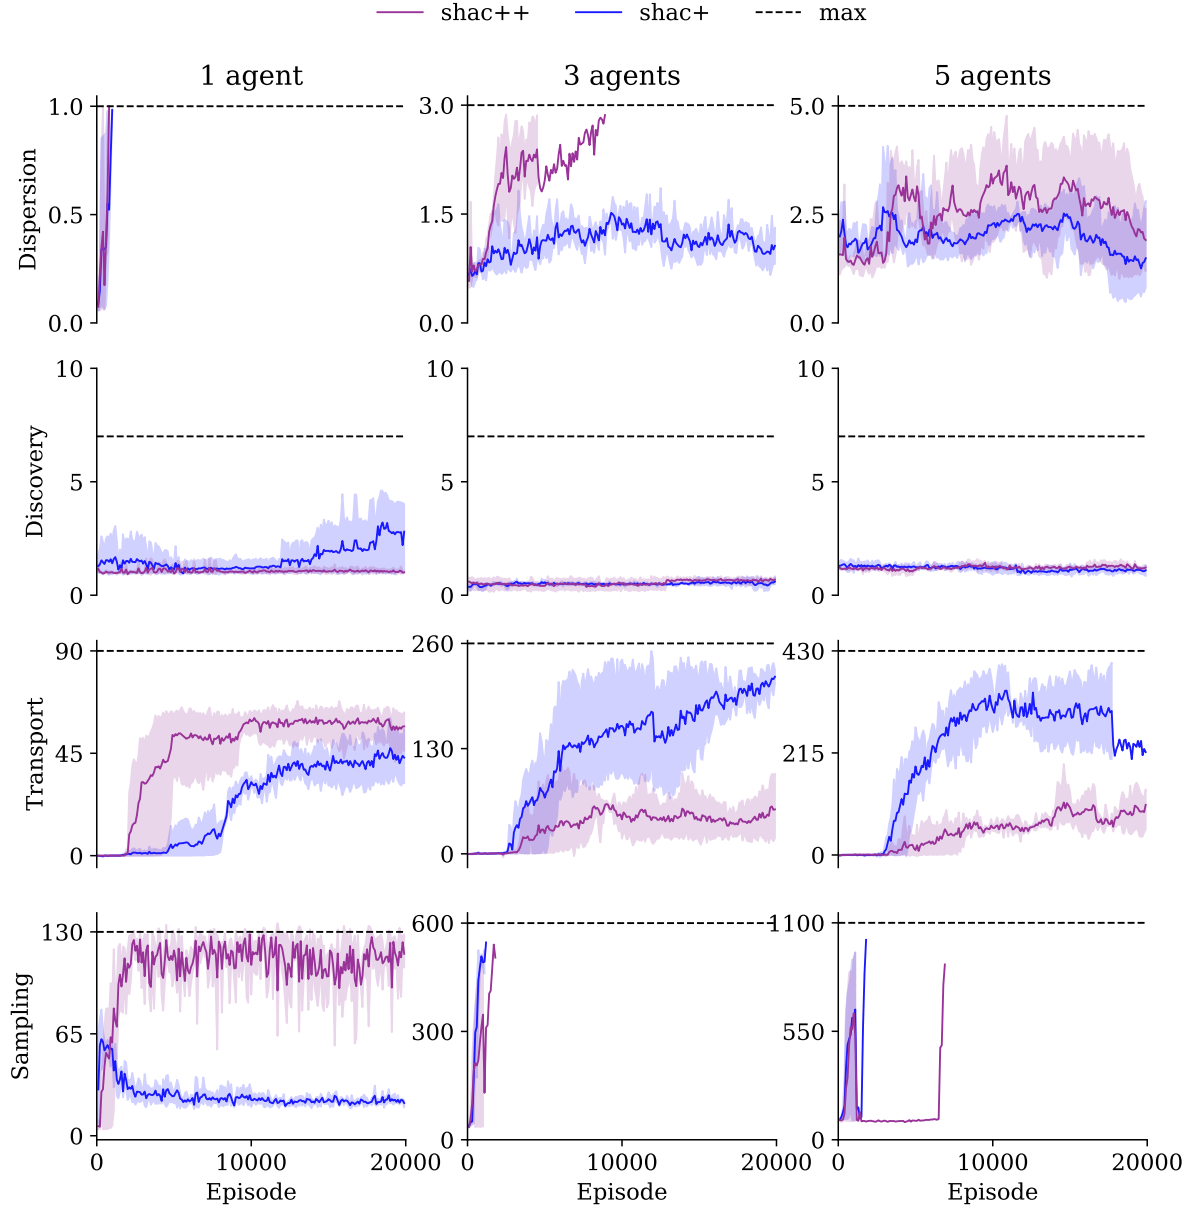 shac++ shac+ max
1 agent 3 agents 5 agents
Dispersion
1.0 0.5 0.0
3.0 1.5 0.0
5.0 2.5 0.0
Discovery
10 5 0
10 5 0
10 5 0
Transport
90 45 0
260 130 0
430 215 0
Sampling
130 65 0
600 300 0
1100 550 0
0 10000 20000 0 10000 20000 0 10000 20000
Episode Episode Episode